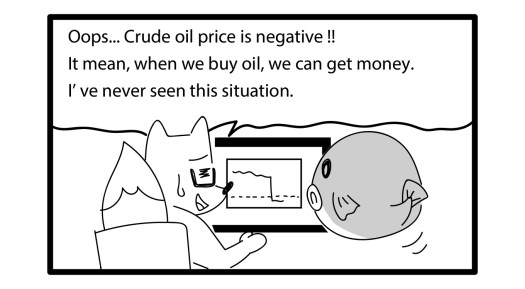 Oops... Crude oil price is negative !!
It mean, when we buy oil, we can get money.
I' ve never seen this situation.